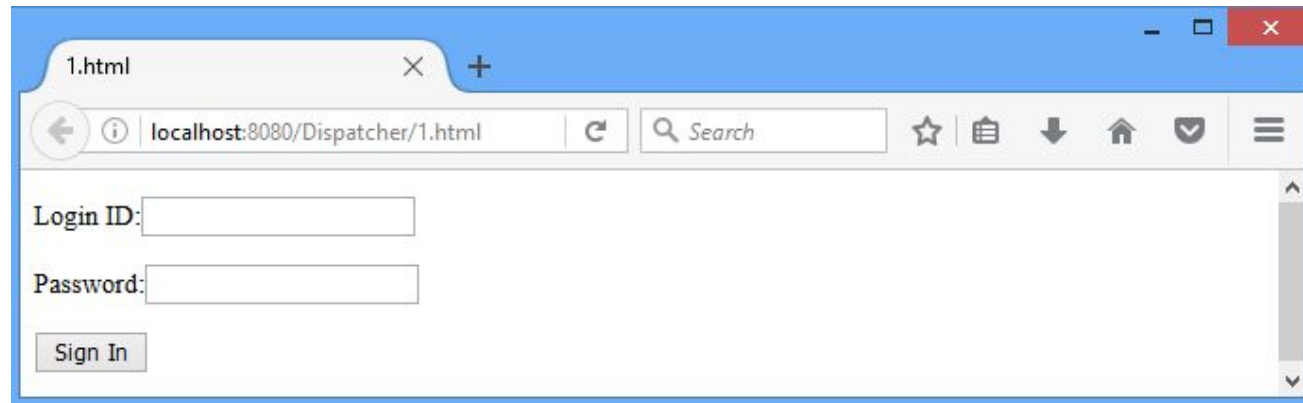 1.html
localhost:8080/Dispatcher/1.html
Search
Login ID:
Password:
Sign In